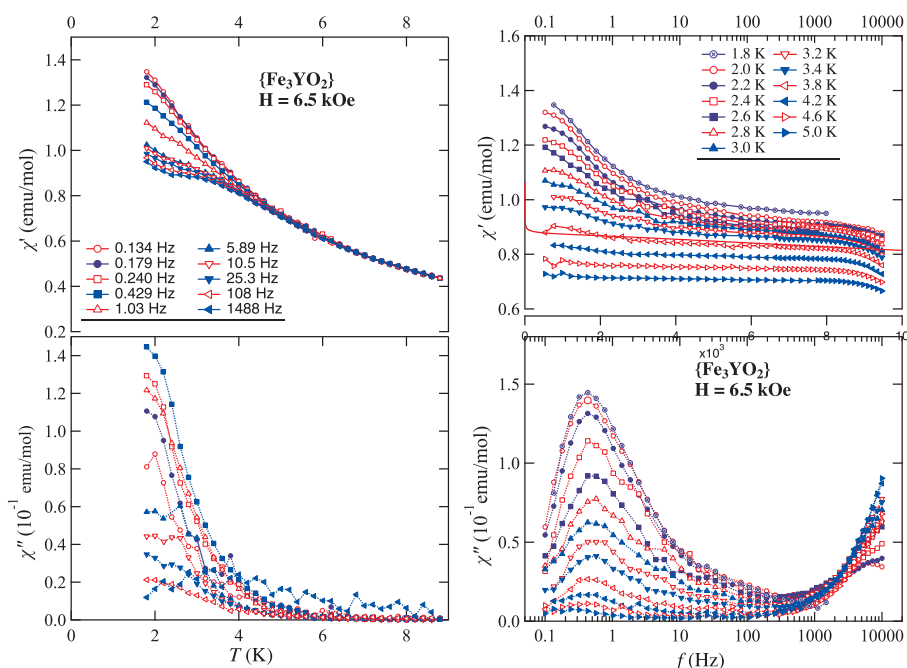 0 2 4 6 8
1.4
1.2
1.0
0.8
0.6
0.4
0.2
χ' (emu/mol)
{Fe₃YO₂}
H = 6.5 kOe
0.134 Hz 5.89 Hz
0.179 Hz 10.5 Hz
0.240 Hz 25.3 Hz
0.429 Hz 108 Hz
1.03 Hz 1488 Hz
1.4
1.2
1.0
0.8
0.6
0.4
0.2
0.0
χ'' (10⁻¹ emu/mol)
0 2 4 6 8
T (K)
0.1 1 10 100 1000 10000
1.4
1.2
1.0
0.8
0.6
χ' (emu/mol)
1.8 K 3.2 K
2.0 K 3.4 K
2.2 K 3.8 K
2.4 K 4.2 K
2.6 K 4.6 K
2.8 K 5.0 K
3.0 K
0 2 4 6 8 10
x10³
{Fe₃YO₂}
H = 6.5 kOe
1.5
1.0
0.5
0.0
χ'' (10⁻¹ emu/mol)
0.1 1 10 100 1000 10000
f (Hz)